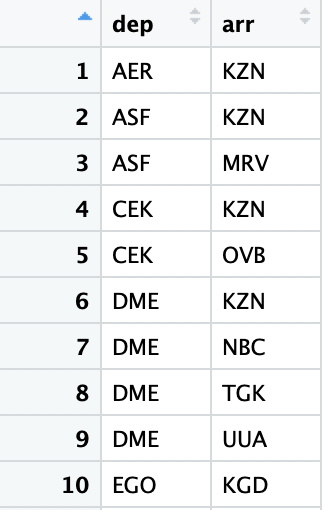 dep arr
1 AER KZN
2 ASF KZN
3 ASF MRV
4 CEK KZN
5 CEK OVB
6 DME KZN
7 DME NBC
8 DME TGK
9 DME UUA
10 EGO KGD